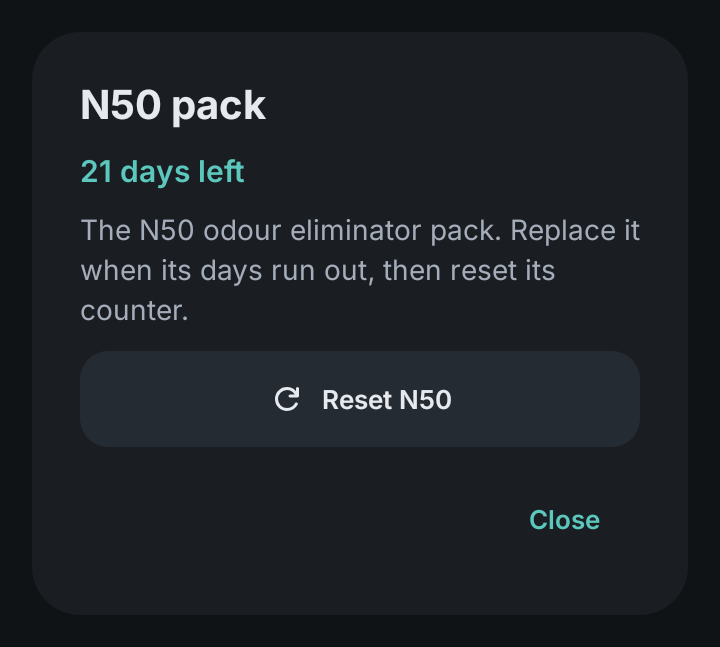 N50 pack
21 days left
The N50 odour eliminator pack. Replace it
when its days run out, then reset its
counter.
Reset N50
Close